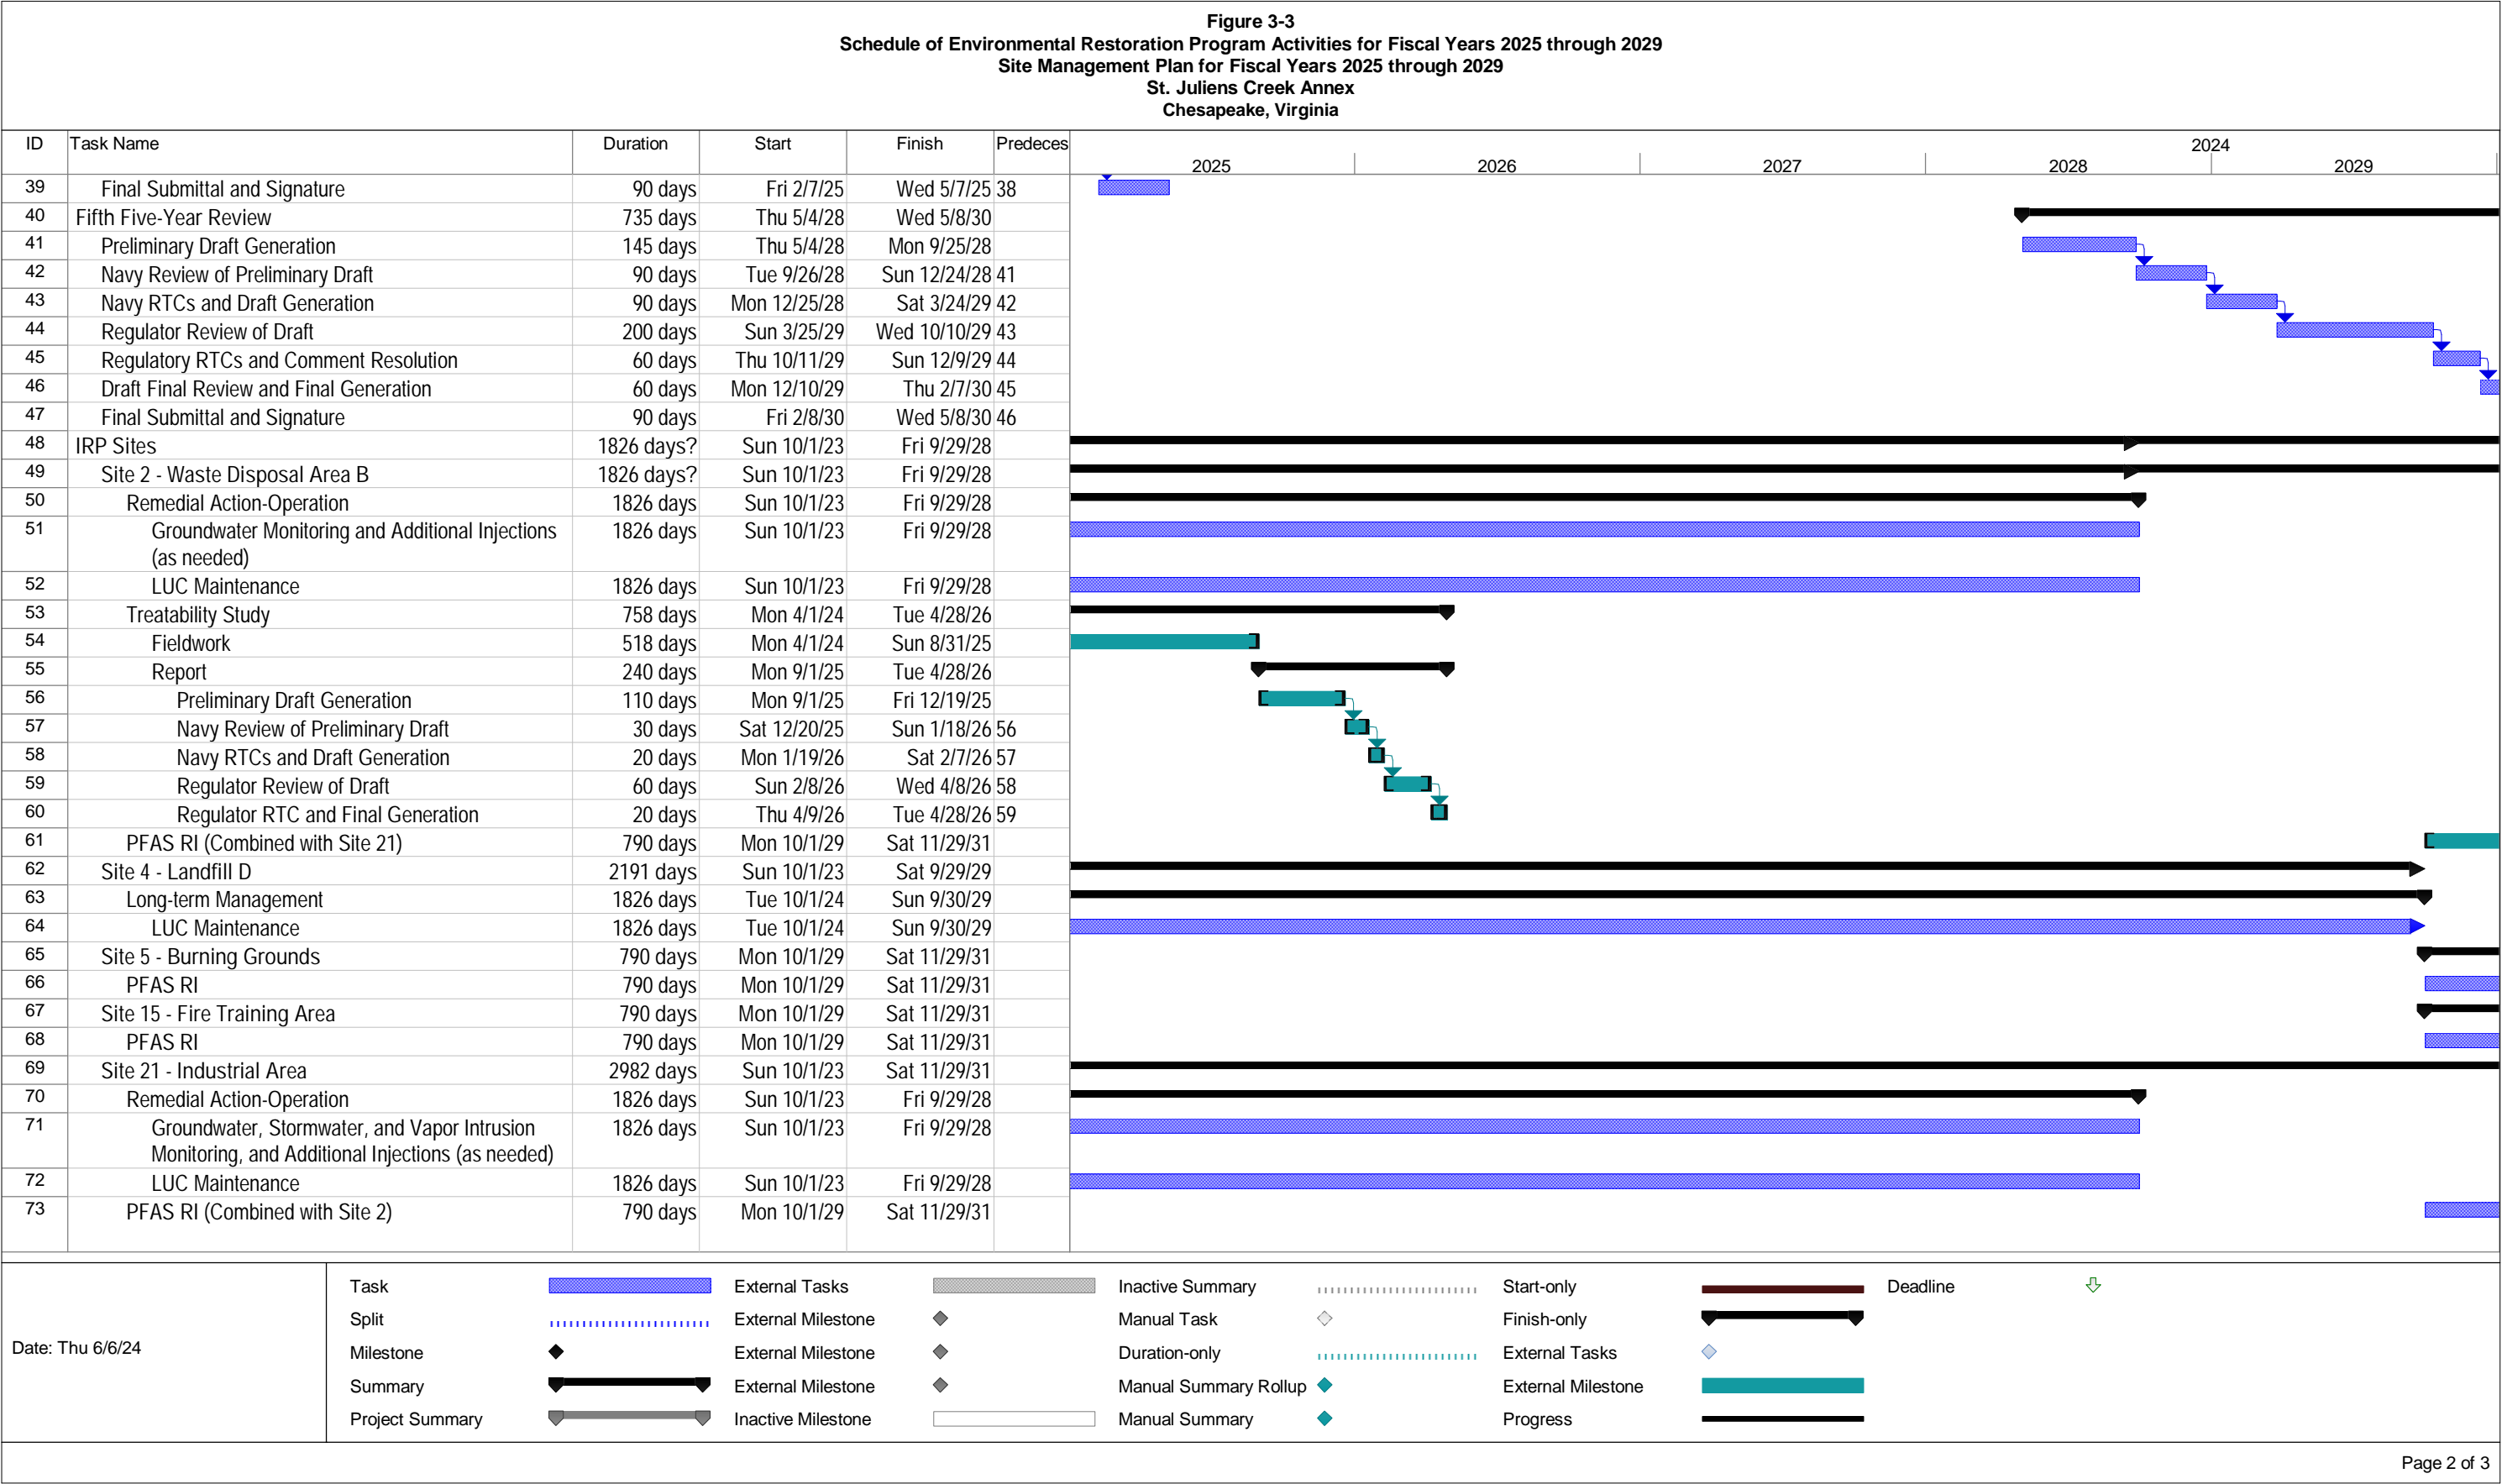 Figure 3-3
Schedule of Environmental Restoration Program Activities for Fiscal Years 2025 through 2029
Site Management Plan for Fiscal Years 2025 through 2029
St. Juliens Creek Annex
Chesapeake, Virginia
ID Task Name Duration Start Finish Predeces 2024
2025 2026 2027 2028 2029
39 Final Submittal and Signature 90 days Fri 2/7/25 Wed 5/7/25 38
40 Fifth Five-Year Review 735 days Thu 5/4/28 Wed 5/8/30
41 Preliminary Draft Generation 145 days Thu 5/4/28 Mon 9/25/28
42 Navy Review of Preliminary Draft 90 days Tue 9/26/28 Sun 12/24/28 41
43 Navy RTCs and Draft Generation 90 days Mon 12/25/28 Sat 3/24/29 42
44 Regulator Review of Draft 200 days Sun 3/25/29 Wed 10/10/29 43
45 Regulatory RTCs and Comment Resolution 60 days Thu 10/11/29 Sun 12/9/29 44
46 Draft Final Review and Final Generation 60 days Mon 12/10/29 Thu 2/7/30 45
47 Final Submittal and Signature 90 days Fri 2/8/30 Wed 5/8/30 46
48 IRP Sites 1826 days? Sun 10/1/23 Fri 9/29/28
49 Site 2 - Waste Disposal Area B 1826 days? Sun 10/1/23 Fri 9/29/28
50 Remedial Action-Operation 1826 days Sun 10/1/23 Fri 9/29/28
51 Groundwater Monitoring and Additional Injections 1826 days Sun 10/1/23 Fri 9/29/28
(as needed)
52 LUC Maintenance 1826 days Sun 10/1/23 Fri 9/29/28
53 Treatability Study 758 days Mon 4/1/24 Tue 4/28/26
54 Fieldwork 518 days Mon 4/1/24 Sun 8/31/25
55 Report 240 days Mon 9/1/25 Tue 4/28/26
56 Preliminary Draft Generation 110 days Mon 9/1/25 Fri 12/19/25
57 Navy Review of Preliminary Draft 30 days Sat 12/20/25 Sun 1/18/26 56
58 Navy RTCs and Draft Generation 20 days Mon 1/19/26 Sat 2/7/26 57
59 Regulator Review of Draft 60 days Sun 2/8/26 Wed 4/8/26 58
60 Regulator RTC and Final Generation 20 days Thu 4/9/26 Tue 4/28/26 59
61 PFAS RI (Combined with Site 21) 790 days Mon 10/1/29 Sat 11/29/31
62 Site 4 - Landfill D 2191 days Sun 10/1/23 Sat 9/29/29
63 Long-term Management 1826 days Tue 10/1/24 Sun 9/30/29
64 LUC Maintenance 1826 days Tue 10/1/24 Sun 9/30/29
65 Site 5 - Burning Grounds 790 days Mon 10/1/29 Sat 11/29/31
66 PFAS RI 790 days Mon 10/1/29 Sat 11/29/31
67 Site 15 - Fire Training Area 790 days Mon 10/1/29 Sat 11/29/31
68 PFAS RI 790 days Mon 10/1/29 Sat 11/29/31
69 Site 21 - Industrial Area 2982 days Sun 10/1/23 Sat 11/29/31
70 Remedial Action-Operation 1826 days Sun 10/1/23 Fri 9/29/28
71 Groundwater, Stormwater, and Vapor Intrusion 1826 days Sun 10/1/23 Fri 9/29/28
Monitoring, and Additional Injections (as needed)
72 LUC Maintenance 1826 days Sun 10/1/23 Fri 9/29/28
73 PFAS RI (Combined with Site 2) 790 days Mon 10/1/29 Sat 11/29/31
Date: Thu 6/6/24
Task External Tasks Inactive Summary Start-only Deadline
Split External Milestone Manual Task Finish-only
Milestone External Milestone Duration-only External Tasks
Summary External Milestone Manual Summary Rollup External Milestone
Project Summary Inactive Milestone Manual Summary Progress
Page 2 of 3